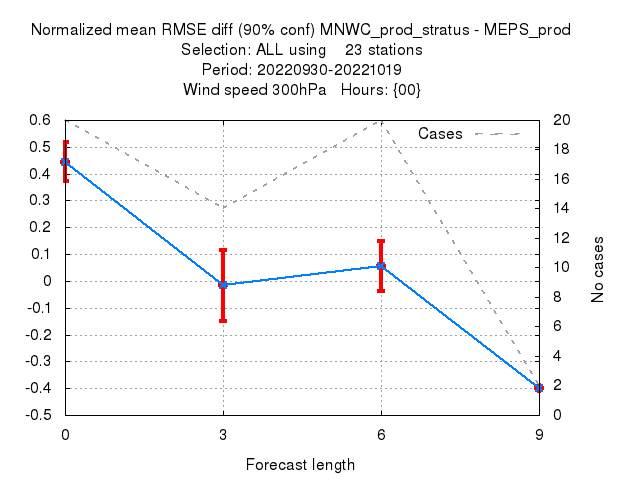 Normalized mean RMSE diff (90% conf) MNWC_prod_stratus - MEPS_prod
Selection: ALL using 23 stations
Period: 20220930-20221019
Wind speed 300hPa Hours: {00}
Cases
0.6
0.5
0.4
0.3
0.2
0.1
0
-0.1
-0.2
-0.3
-0.4
-0.5
20
18
16
14
12
10
8
6
4
2
0
No cases
0 3 6 9
Forecast length